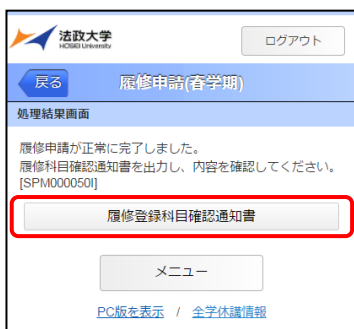 法政大学
HOSEI University
ログアウト
戻る
履修申請(春学期)
処理結果画面
履修申請が正常に完了しました。
履修科目確認通知書を出力し、内容を確認してください。
[SPM000050I]
履修登録科目確認通知書
メニュー
PC版を表示 / 全学休講情報